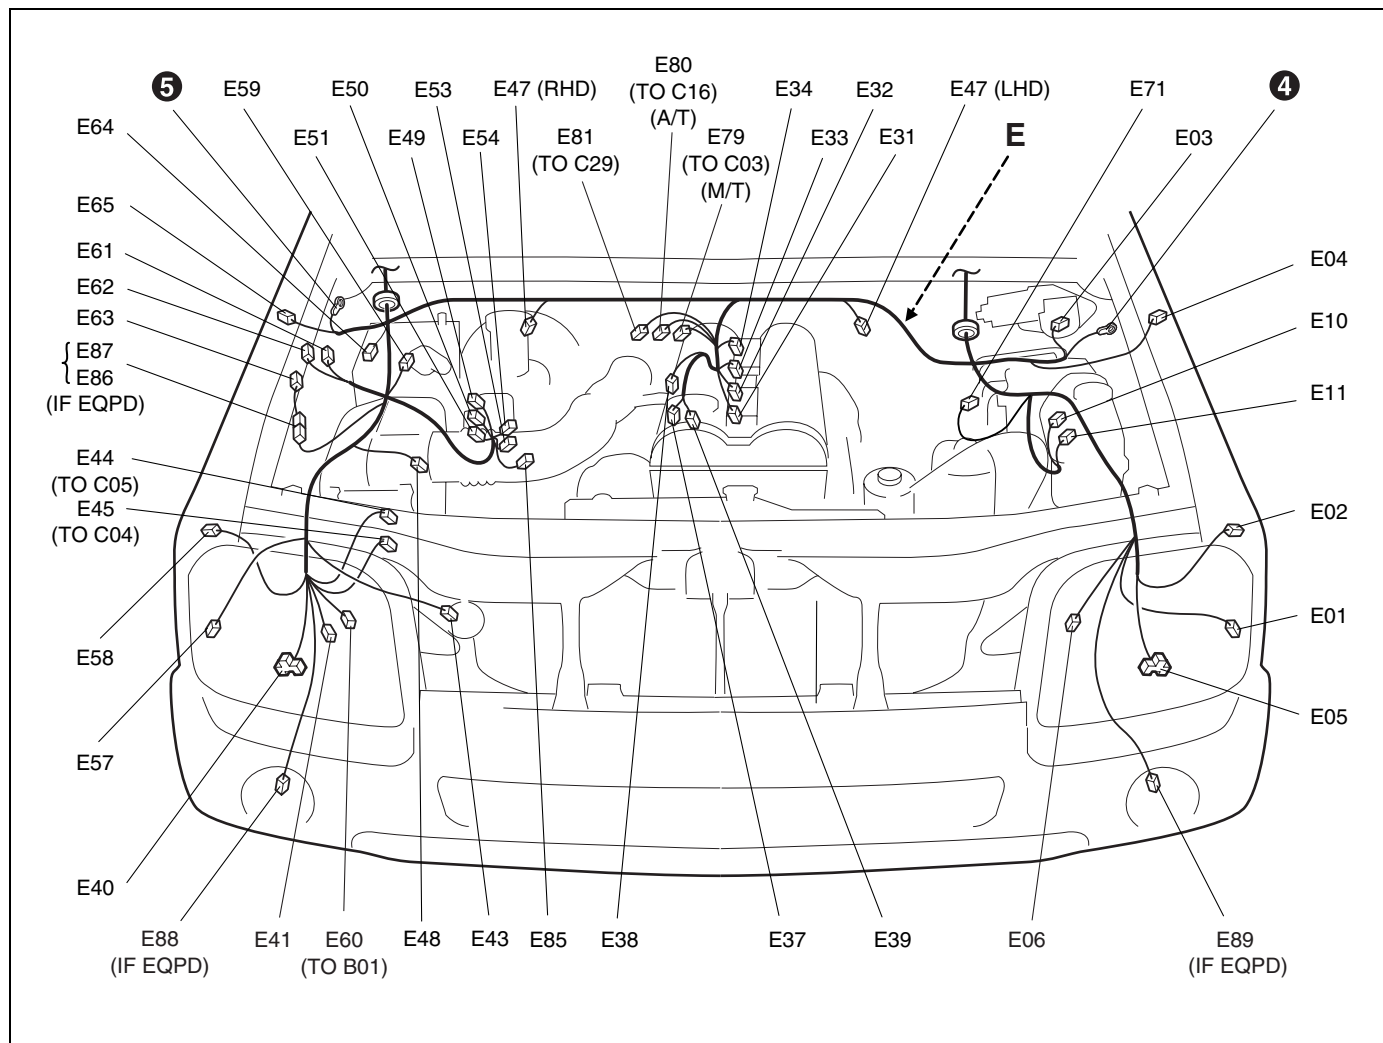 E80
5 E59 E50 E53 E47 (RHD) (TO C16) E34 E32 E47 (LHD) E71 4
(A/T)
E64 E51 E49 E54 E81 E79 E33 E31 E E03
(TO C29) (TO C03)
(M/T)
E65
E61
E62
E63
E87
E86
(IF EQPD)
E44
(TO C05)
E45
(TO C04)
E58
E57
E40
E04
E10
E11
E02
E01
E05
E88
(IF EQPD)
E41
E60
(TO B01)
E48
E43
E85
E38
E37
E39
E06
E89
(IF EQPD)